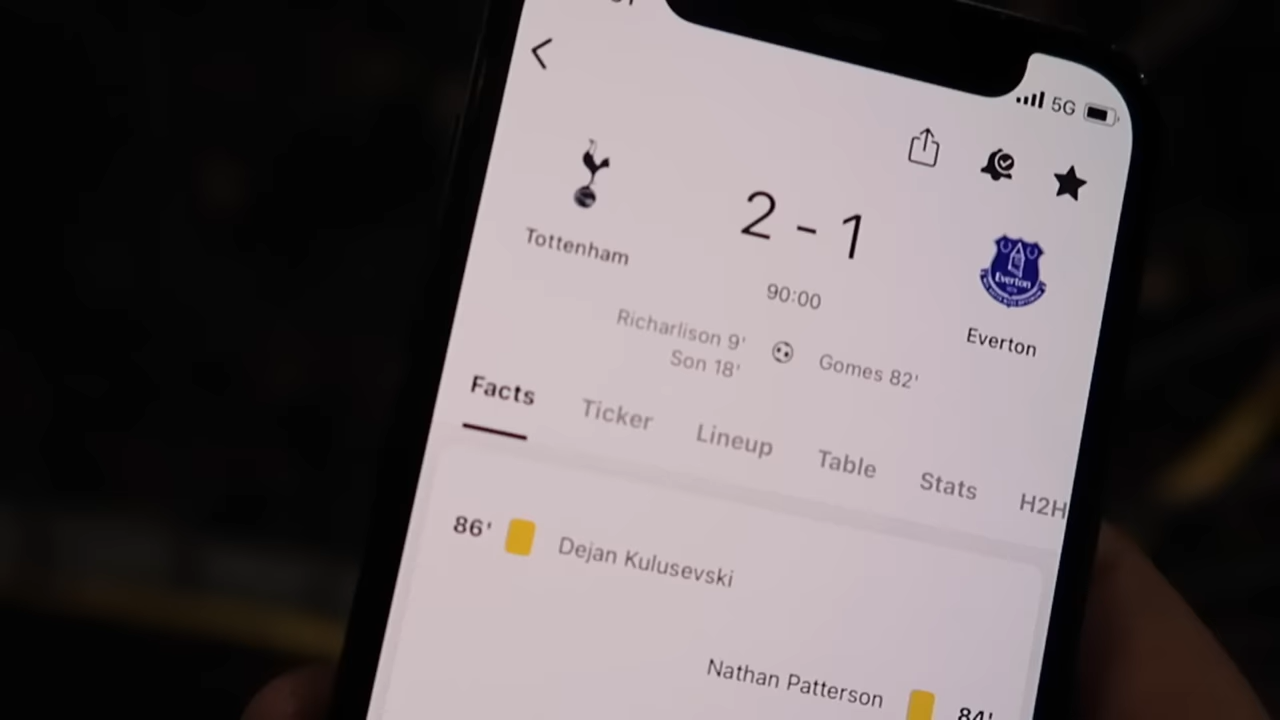 5G
2 - 1
Tottenham
Everton
90:00
Everton
Richarlison 9'
Son 18'
Gomes 82'
Facts
Ticker
Lineup
Table
Stats
H2H
86'
Dejan Kulusevski
Nathan Patterson
84'